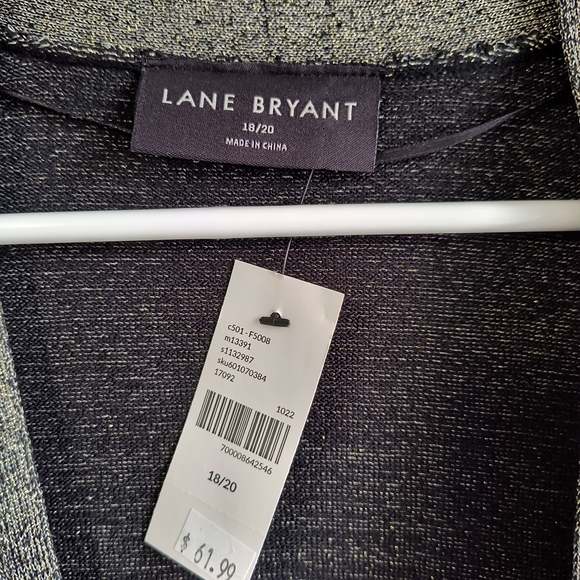 LANE BRYANT
18/20
MADE IN CHINA
c501 - F5008
m13391
s1132987
sku601070384
17092
1022
700008642546
18/20
$ 61.99